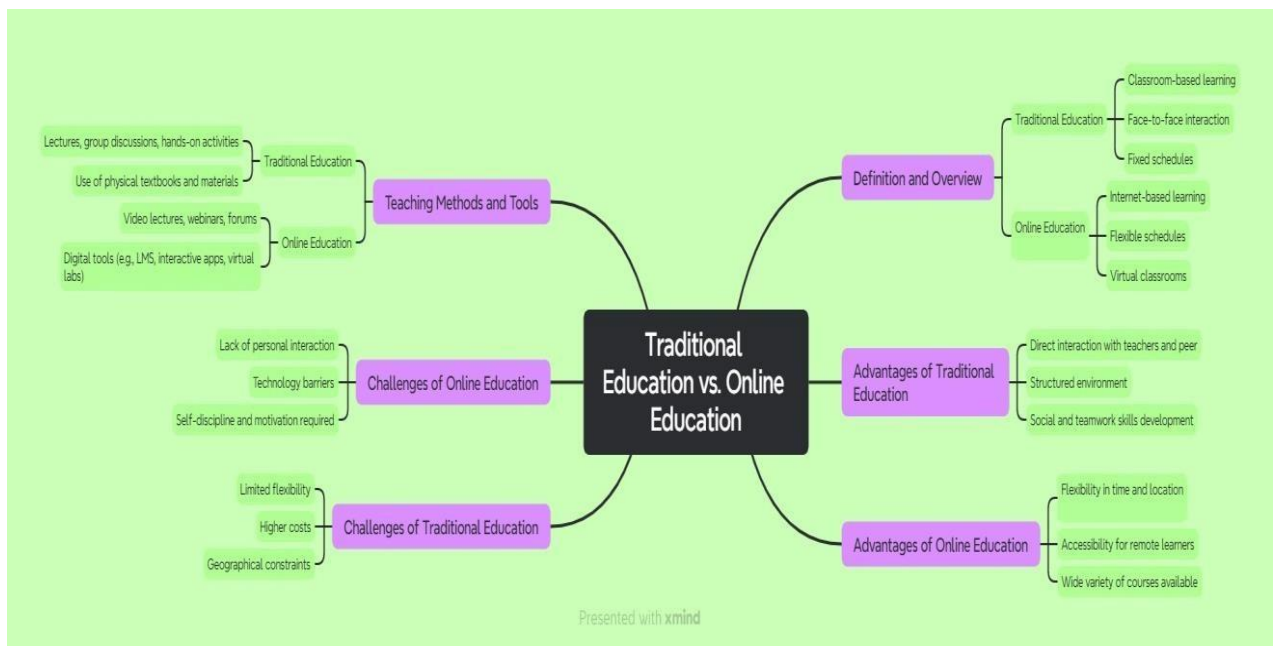 Traditional
Education vs. Online
Education
Definition and Overview
Traditional Education
Classroom-based learning
Face-to-face interaction
Fixed schedules
Online Education
Internet-based learning
Flexible schedules
Virtual classrooms
Advantages of Traditional
Education
Direct interaction with teachers and peer
Structured environment
Social and teamwork skills development
Advantages of Online Education
Flexibility in time and location
Accessibility for remote learners
Wide variety of courses available
Teaching Methods and Tools
Traditional Education
Lectures, group discussions, hands-on activities
Use of physical textbooks and materials
Online Education
Video lectures, webinars, forums
Digital tools (e.g., LMS, interactive apps, virtual
labs)
Challenges of Online Education
Lack of personal interaction
Technology barriers
Self-discipline and motivation required
Challenges of Traditional Education
Limited flexibility
Higher costs
Geographical constraints
Presented with xmind